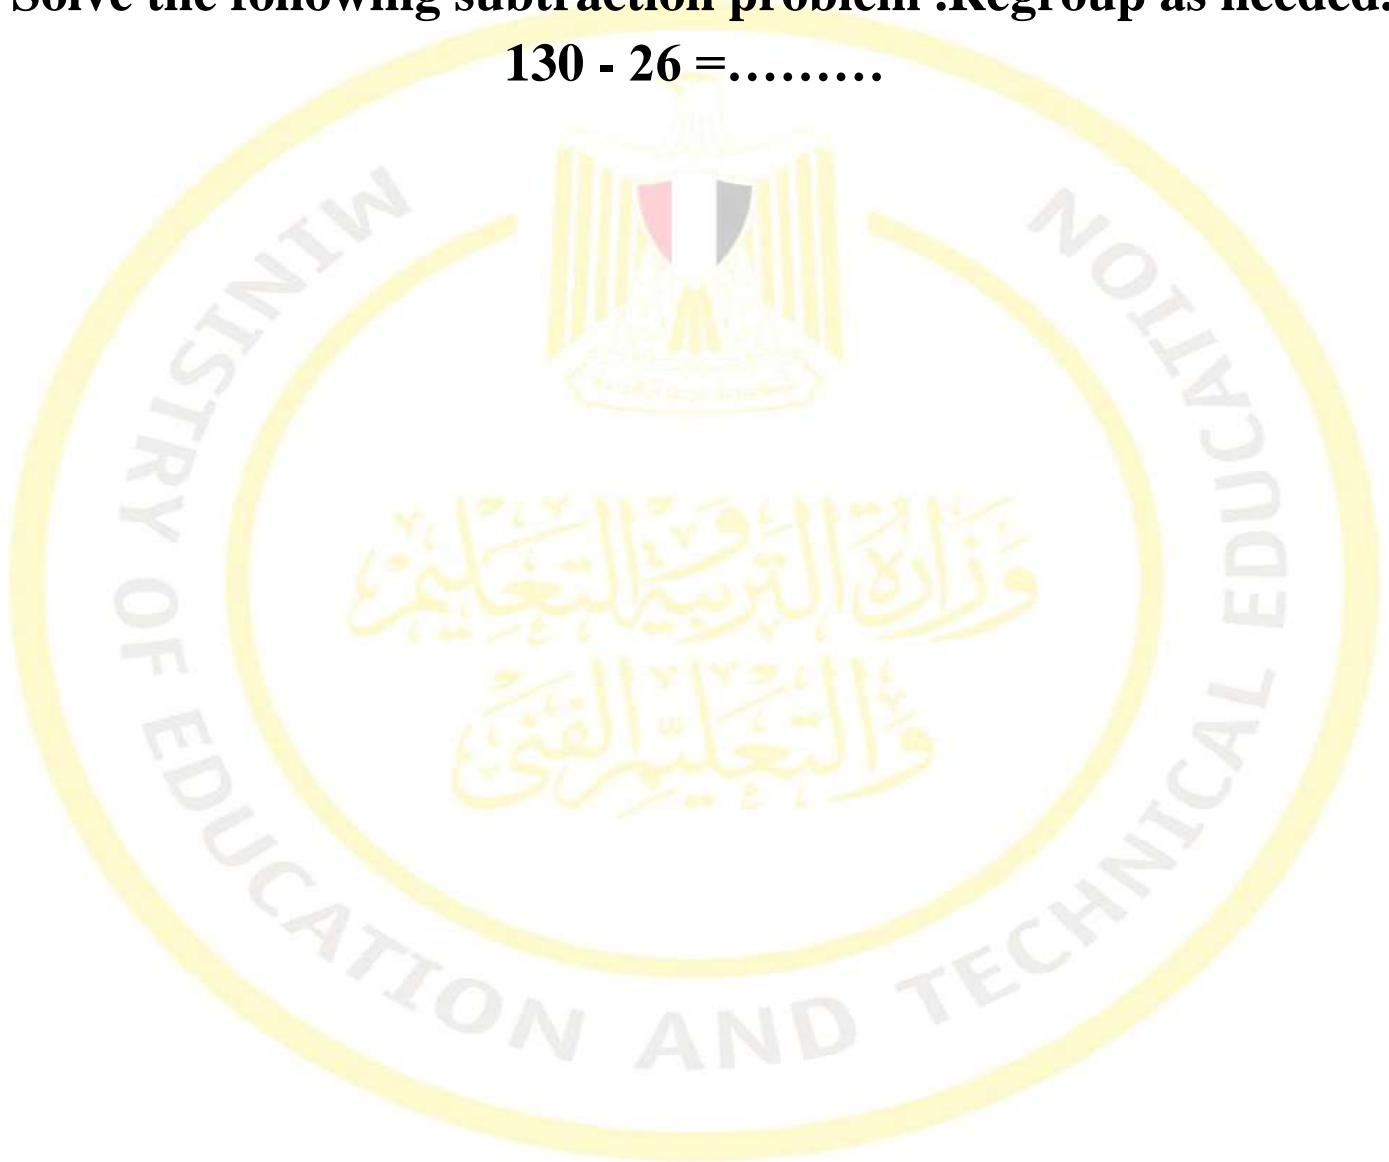 Solve the following subtraction problem .Regroup as needed.
130 - 26 =………
MINISTRY OF EDUCATION AND TECHNICAL EDUCATION
وزارة التربية والتعليم
والتعليم الفني